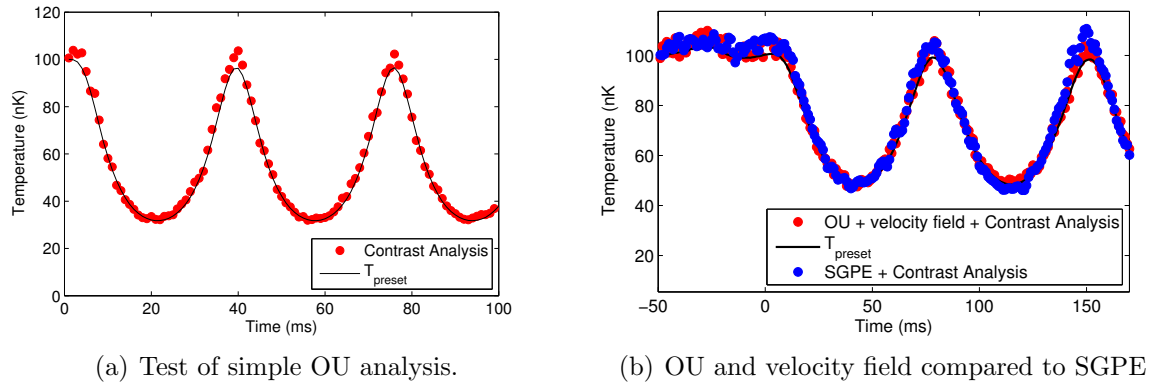 120
100
80
60
40
20
0
Temperature (nK)
0 20 40 60 80 100
Time (ms)
Contrast Analysis
T_preset
(a) Test of simple OU analysis.
100
80
60
40
20
Temperature (nK
−50 0 50 100 150
Time (ms)
OU + velocity field + Contrast Analysis
T_preset
SGPE + Contrast Analysis
(b) OU and velocity field compared to SGPE